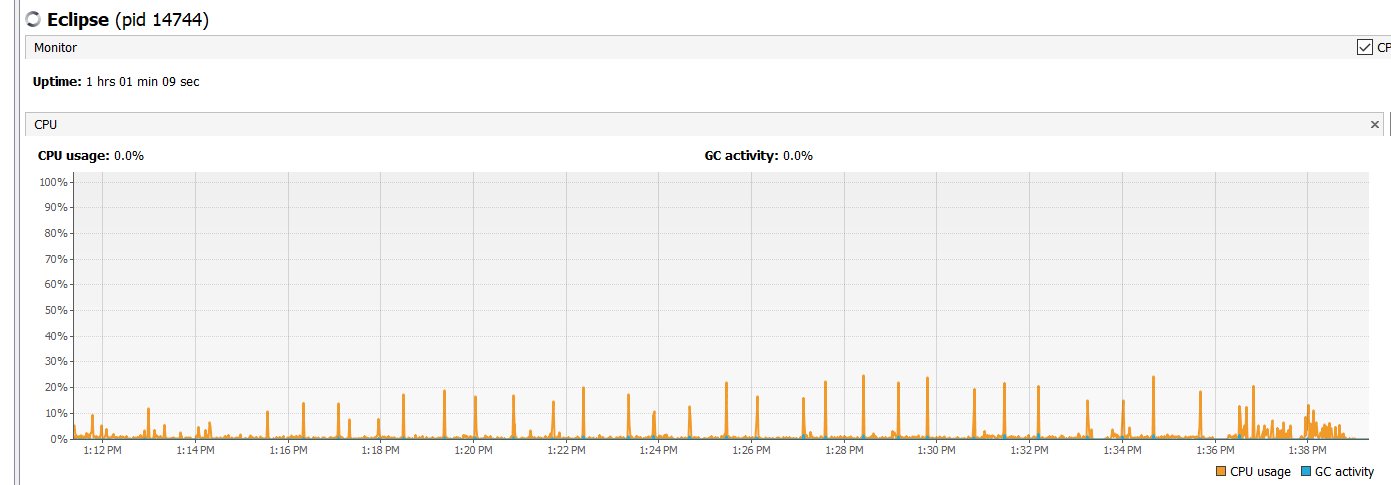 Eclipse (pid 14744)
Monitor
CP
Uptime: 1 hrs 01 min 09 sec
CPU
CPU usage: 0.0%
GC activity: 0.0%
100%
90%
80%
70%
60%
50%
40%
30%
20%
10%
0%
1:12 PM 1:14 PM 1:16 PM 1:18 PM 1:20 PM 1:22 PM 1:24 PM 1:26 PM 1:28 PM 1:30 PM 1:32 PM 1:34 PM 1:36 PM 1:38 PM
CPU usage GC activity